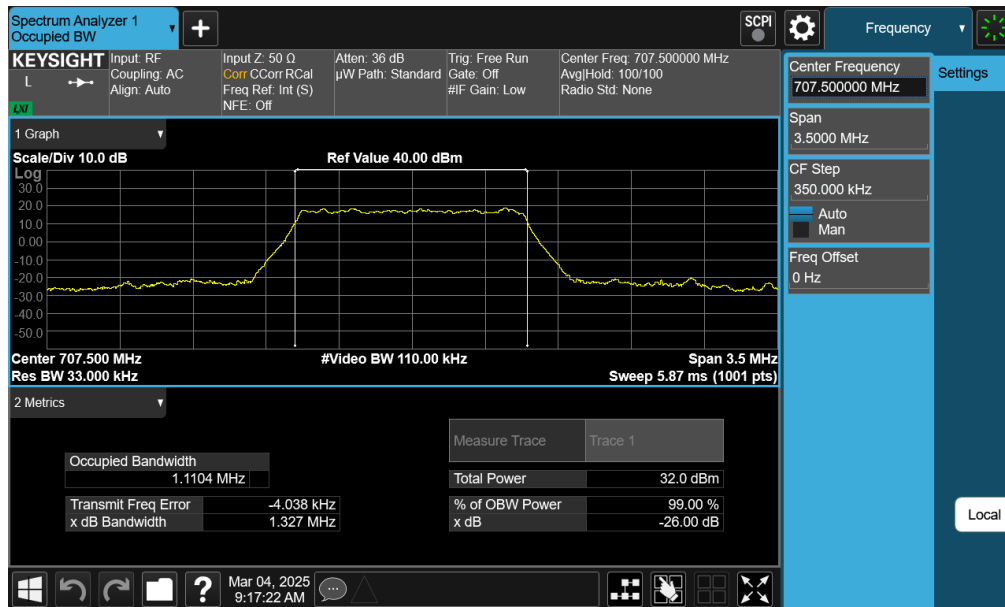 Spectrum Analyzer 1
Occupied BW
+
SCPI
Frequency
KEYSIGHT
L
LXI
Input: RF
Coupling: AC
Align: Auto
Input Z: 50 Ω
Corr CCorr RCal
Freq Ref: Int (S)
NFE: Off
Atten: 36 dB
µW Path: Standard
Trig: Free Run
Gate: Off
#IF Gain: Low
Center Freq: 707.500000 MHz
Avg|Hold: 100/100
Radio Std: None
Center Frequency
707.500000 MHz
Settings
Span
3.5000 MHz
CF Step
350.000 kHz
Auto
Man
Freq Offset
0 Hz
Local
1 Graph
Scale/Div 10.0 dB
Ref Value 40.00 dBm
Log
30.0
20.0
10.0
0.00
-10.0
-20.0
-30.0
-40.0
-50.0
Center 707.500 MHz
#Video BW 110.00 kHz
Span 3.5 MHz
Res BW 33.000 kHz
Sweep 5.87 ms (1001 pts)
2 Metrics
Measure Trace
Trace 1
Occupied Bandwidth
1.1104 MHz
Total Power
32.0 dBm
Transmit Freq Error
-4.038 kHz
% of OBW Power
99.00 %
x dB Bandwidth
1.327 MHz
x dB
-26.00 dB
?
Mar 04, 2025
9:17:22 AM